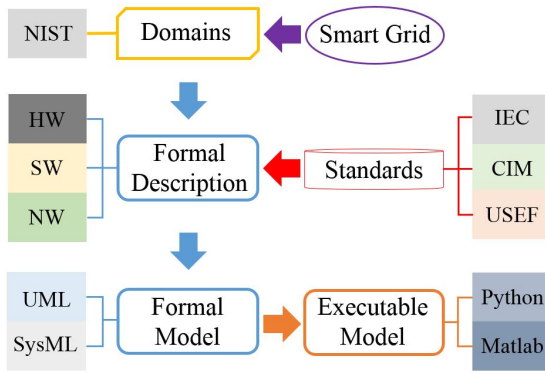 NIST
Domains
Smart Grid
HW
SW
NW
Formal
Description
Standards
IEC
CIM
USEF
UML
SysML
Formal
Model
Executable
Model
Python
Matlab